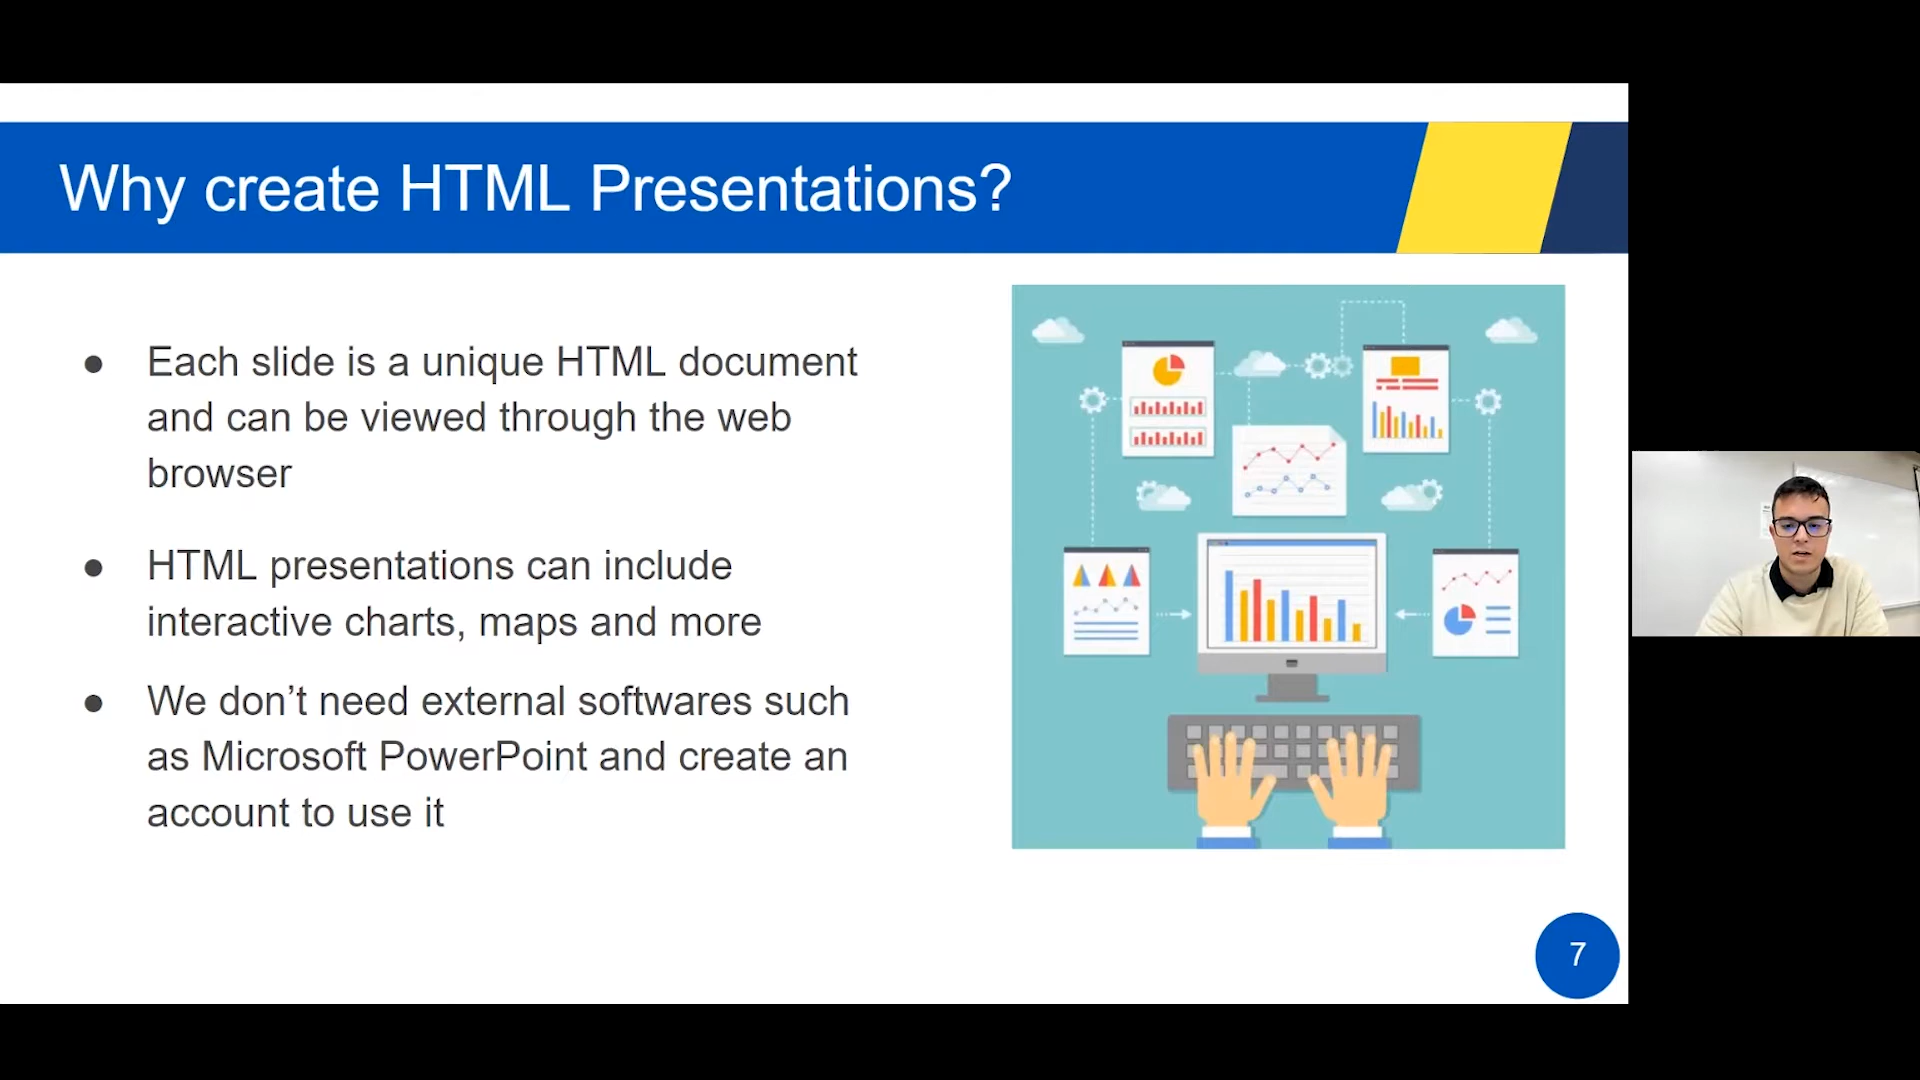 Why create HTML Presentations?
● Each slide is a unique HTML document
and can be viewed through the web
browser
● HTML presentations can include
interactive charts, maps and more
● We don’t need external softwares such
as Microsoft PowerPoint and create an
account to use it
7